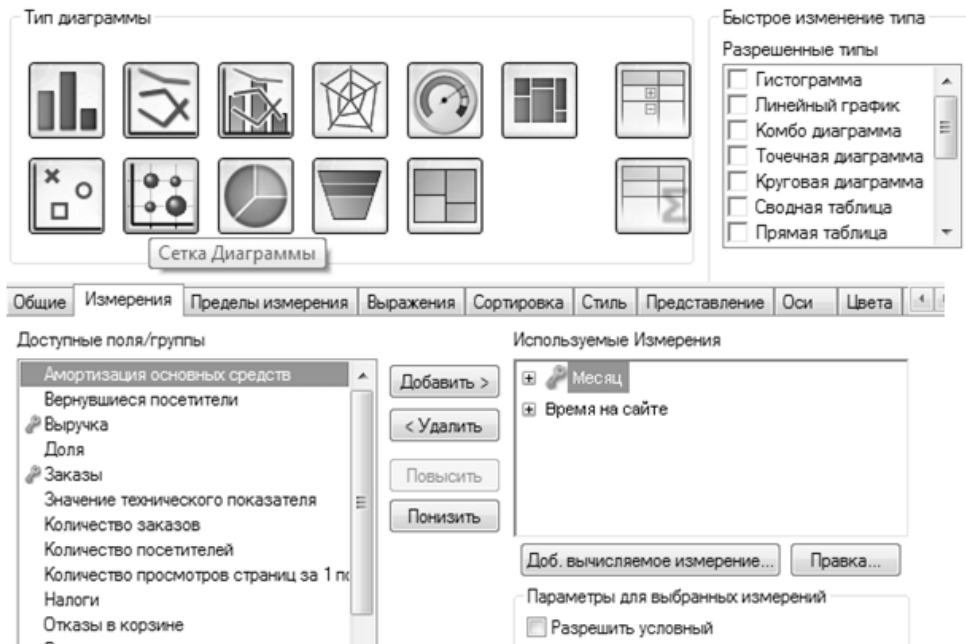 Тип диаграммы
Быстрое изменение типа
Разрешенные типы
Гистограмма
Линейный график
Комбо диаграмма
Точечная диаграмма
Круговая диаграмма
Сводная таблица
Прямая таблица
Сетка Диаграммы
Общие Измерения Пределы измерения Выражения Сортировка Стиль Представление Оси Цвета
Доступные поля/группы
Амортизация основных средств
Вернувшиеся посетители
Выручка
Доля
Заказы
Значение технического показателя
Количество заказов
Количество посетителей
Количество просмотров страниц за 1
Налоги
Отказы в корзине
Добавить >
< Удалить
Повысить
Понизить
Используемые Измерения
Месяц
Время на сайте
Доб. вычисляемое измерение... Правка...
Параметры для выбранных измерений
Разрешить условный